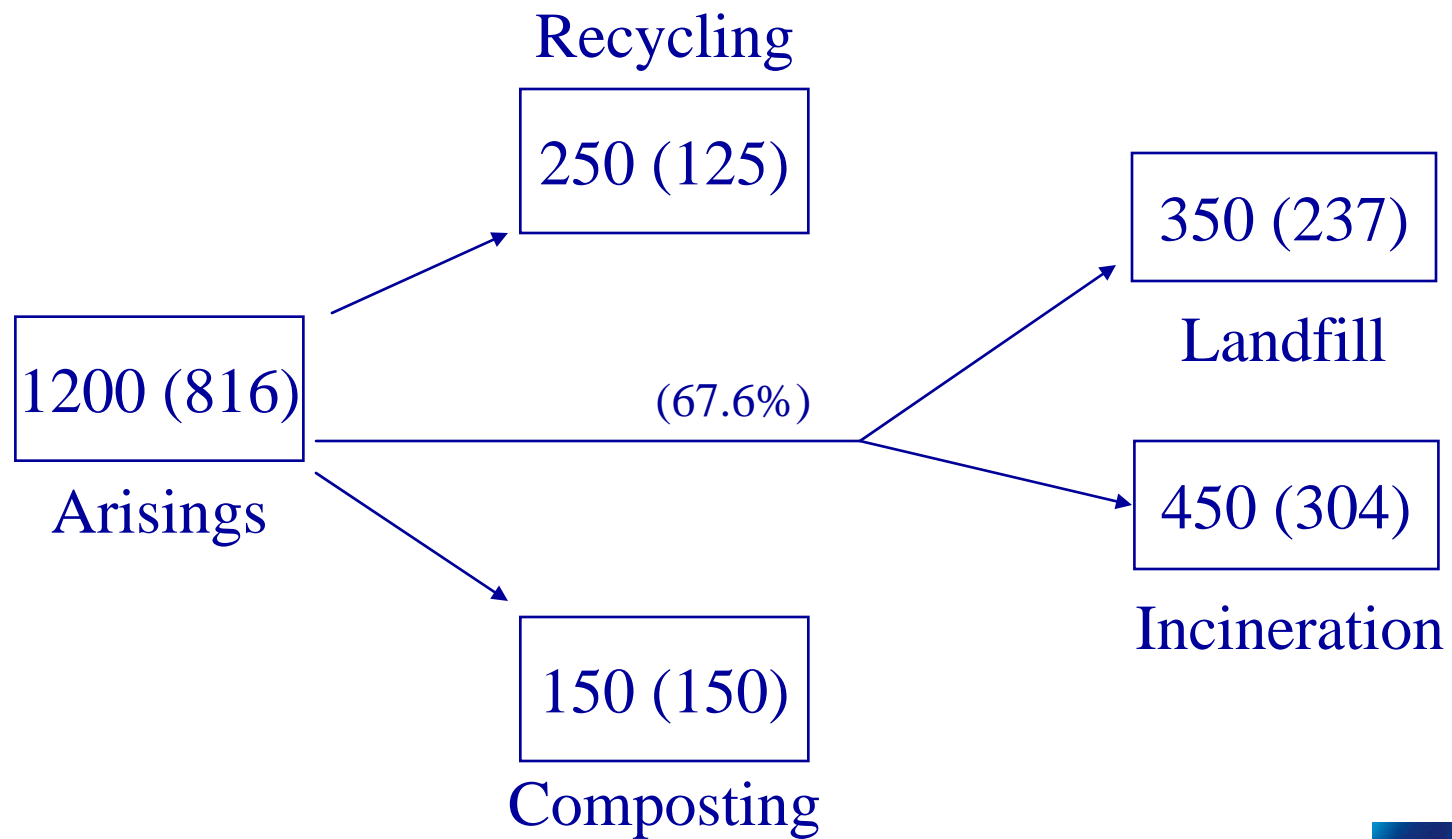 Recycling
250 (125)
350 (237)
Landfill
1200 (816)
Arisings
(67.6%)
450 (304)
Incineration
150 (150)
Composting